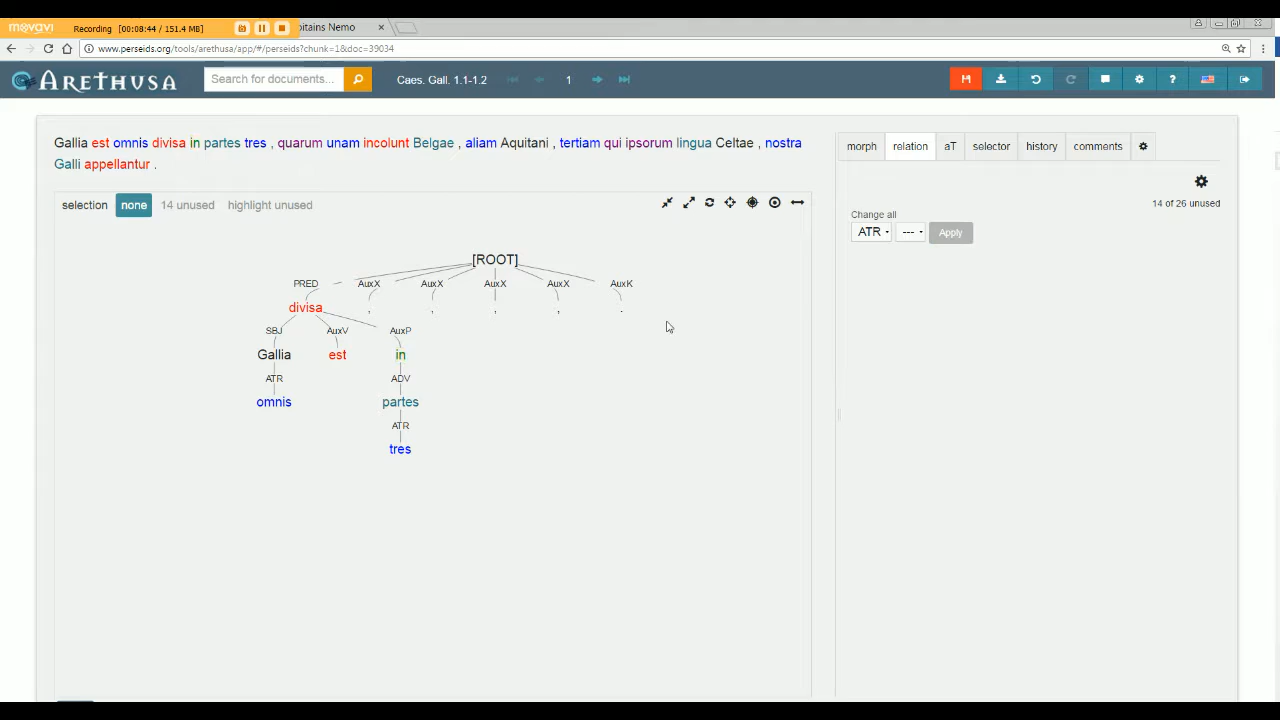 movavi Recording [00:08:44 / 151.4 MB] pitains Nemo
www.perseids.org/tools/arethusa/app/#/perseids?chunk=1&doc=39034
ARETHUSA Search for documents... Caes. Gall. 1.1-1.2 1
Gallia est omnis divisa in partes tres , quarum unam incolunt Belgae , aliam Aquitani , tertiam qui ipsorum lingua Celtae , nostra
Galli appellantur .
morph relation aT selector history comments
selection none 14 unused highlight unused
14 of 26 unused
Change all
ATR --- Apply
[ROOT]
PRED AuxX AuxX AuxX AuxX AuxK
divisa , , , , .
SBJ AuxV AuxP
Gallia est in
ATR ADV
omnis partes
ATR
tres